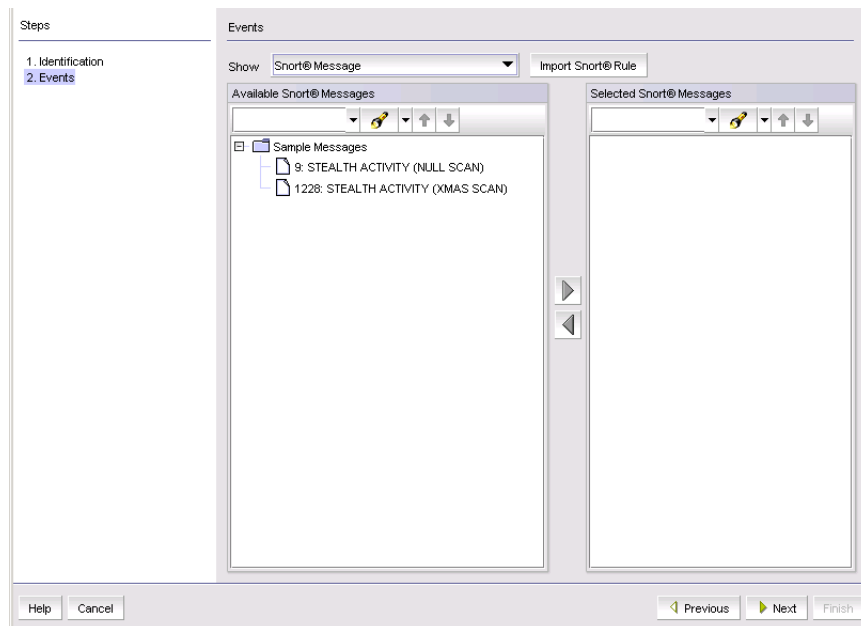 Steps
1. Identification
2. Events
Events
Show Snort® Message Import Snort® Rule
Available Snort® Messages
Sample Messages
9: STEALTH ACTIVITY (NULL SCAN)
1228: STEALTH ACTIVITY (XMAS SCAN)
Selected Snort® Messages
Help Cancel Previous Next Finish